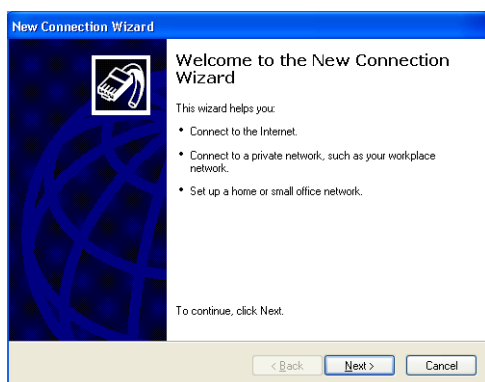 New Connection Wizard
Welcome to the New Connection
Wizard
This wizard helps you:
• Connect to the Internet.
• Connect to a private network, such as your workplace
network.
• Set up a home or small office network.
To continue, click Next.
< Back
Next >
Cancel